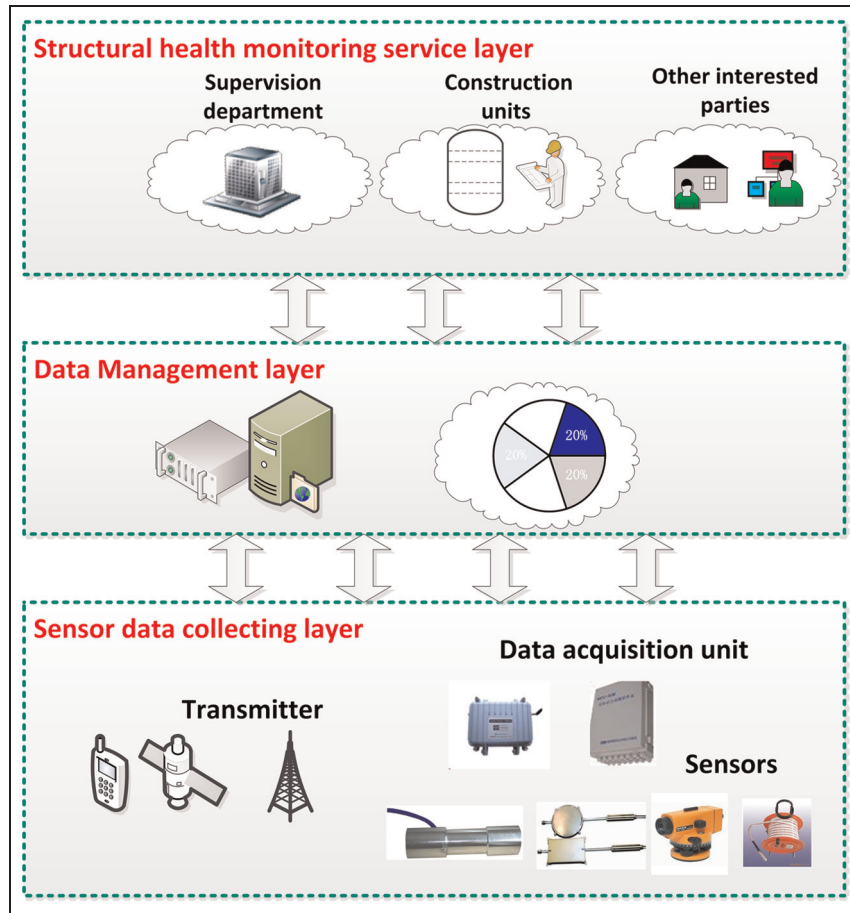 Structural health monitoring service layer
Supervision
department
Construction
units
Other interested
parties
Data Management layer
20%
20%
20%
Sensor data collecting layer
Data acquisition unit
Transmitter
Sensors